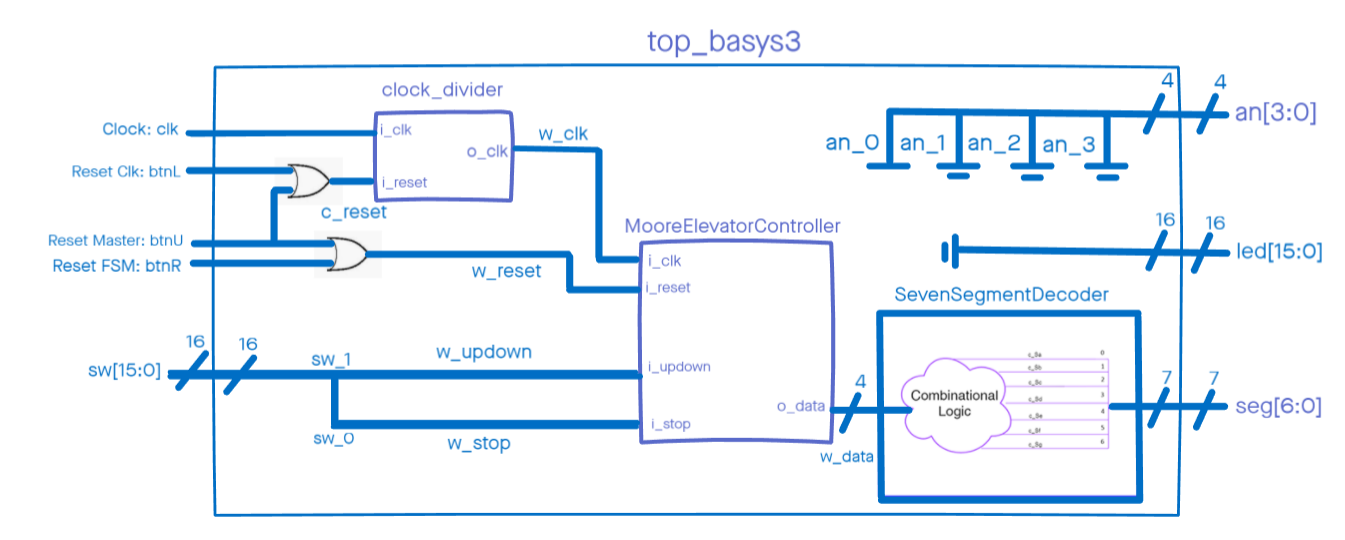 top_basys3
clock_divider
Clock: clk
i_clk
o_clk
w_clk
Reset Clk: btnL
i_reset
c_reset
Reset Master: btnU
Reset FSM: btnR
w_reset
4
4
an[3:0]
an_0
an_1
an_2
an_3
MooreElevatorController
i_clk
i_reset
i_updown
i_stop
o_data
16
16
led[15:0]
16
16
sw[15:0]
sw_1
w_updown
sw_0
w_stop
4
w_data
SevenSegmentDecoder
Combinational
Logic
c_Sa 0
c_Sb 1
c_Sc 2
c_Sd 3
c_Se 4
c_Sf 5
c_Sg 6
7
7
seg[6:0]